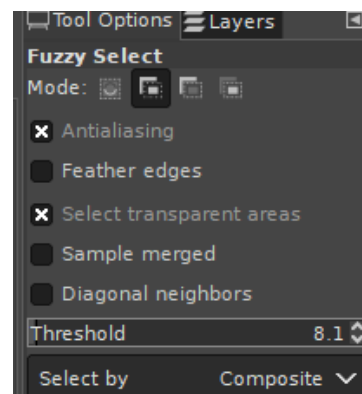 Tool Options Layers
Fuzzy Select
Mode:
Antialiasing
Feather edges
Select transparent areas
Sample merged
Diagonal neighbors
Threshold 8.1
Select by Composite